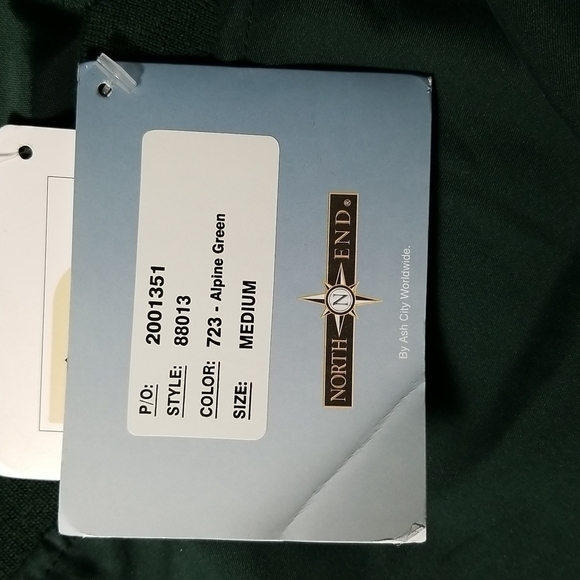 P/O: 2001351
STYLE: 88013
COLOR: 723 - Alpine Green
SIZE: MEDIUM
NORTH N END®
By Ash City Worldwide.